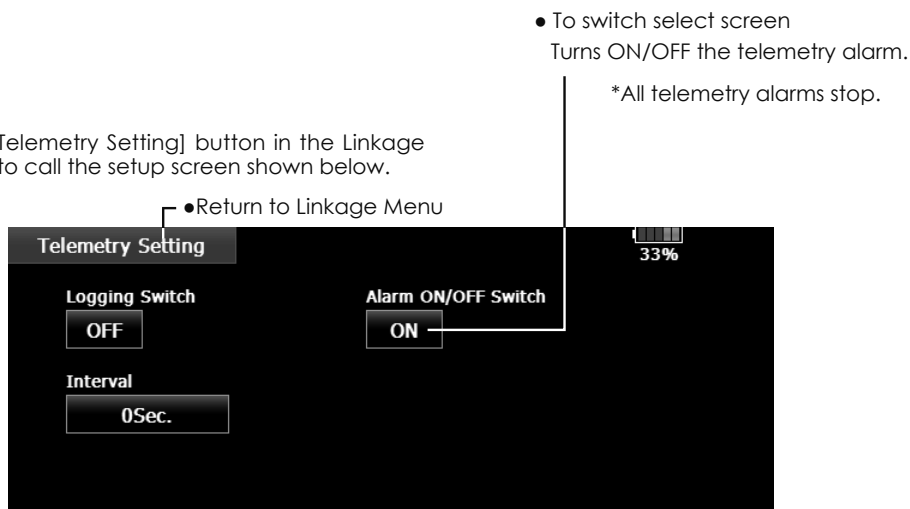 ● To switch select screen
Turns ON/OFF the telemetry alarm.
*All telemetry alarms stop.
Telemetry Setting] button in the Linkage
to call the setup screen shown below.
●Return to Linkage Menu
Telemetry Setting
33%
Logging Switch
Alarm ON/OFF Switch
OFF
ON
Interval
0Sec.